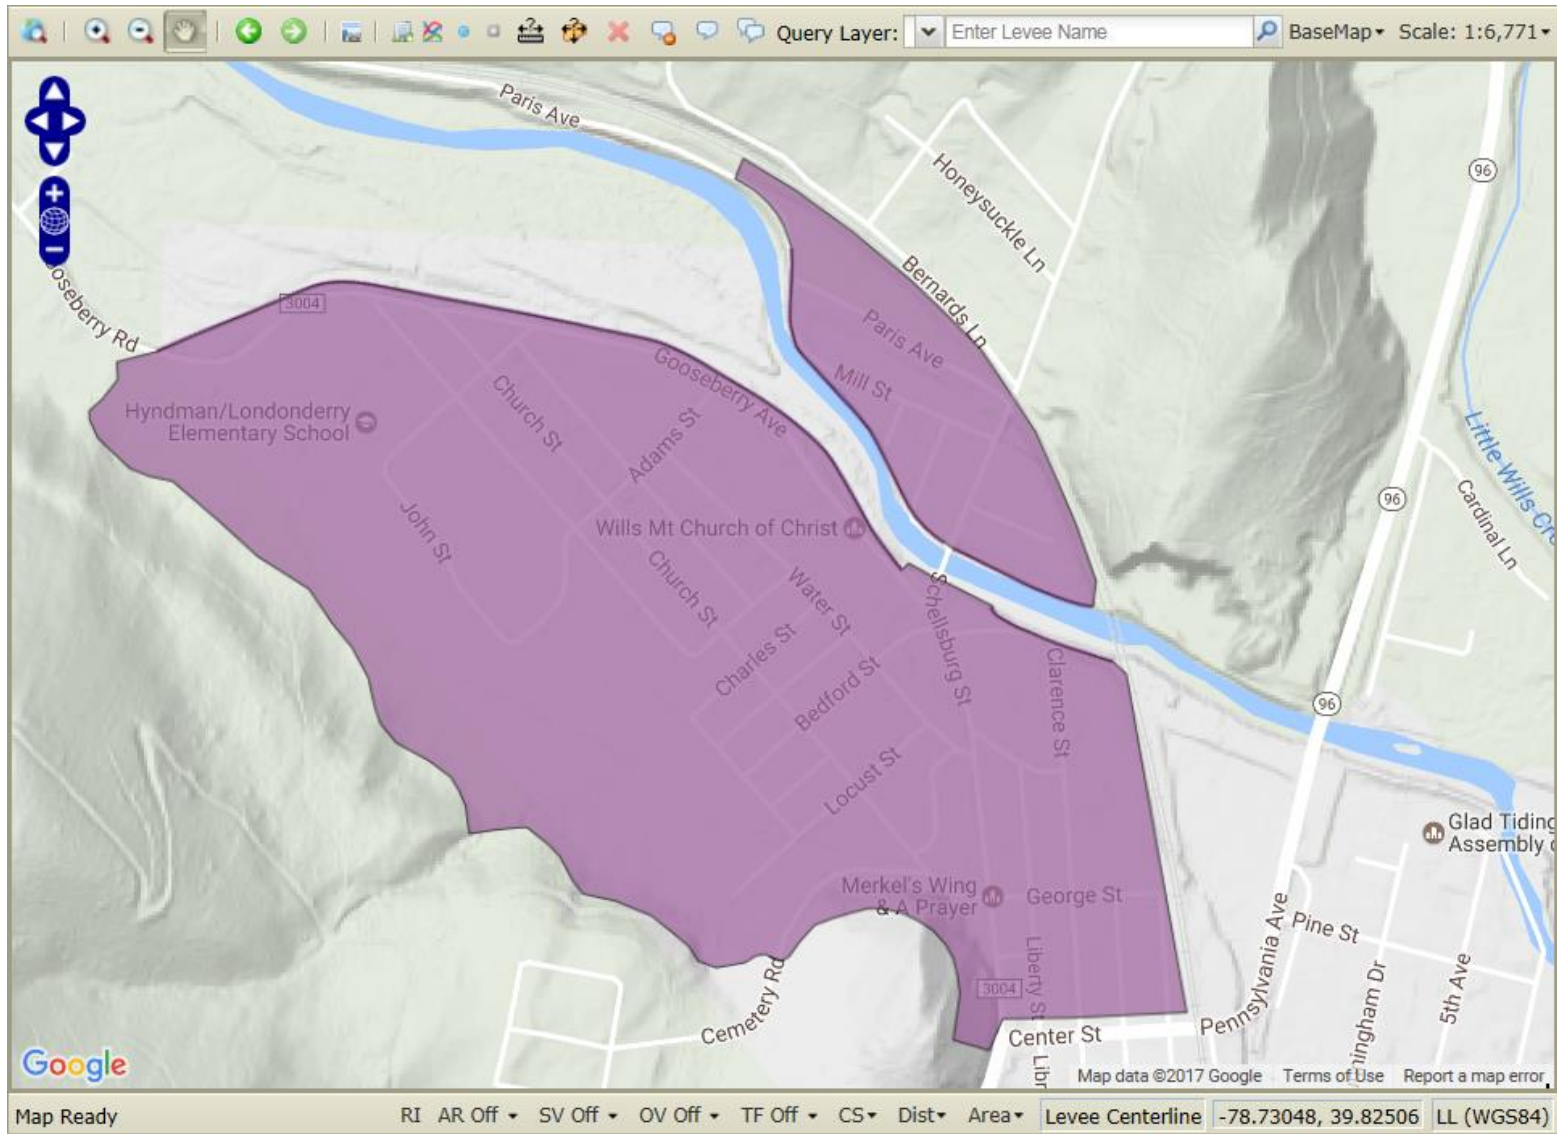 Query Layer:
Enter Levee Name
BaseMap
Scale: 1:6,771
Paris Ave
96
Honeysuckle Ln
Bernards Ln
3004
Gooseberry Rd
Paris Ave
Mill St
Gooseberry Ave
Church St
Adams St
Hyndman/Londonderry
Elementary School
Little Wills Cre
96
Cardinal Ln
John St
Wills Mt Church of Christ
Church St
Water St
Schellsburg St
Charles St
Bedford St
Clarence St
96
Locust St
Glad Tiding
Assembly o
Merkel's Wing
& A Prayer
George St
Pine St
Pennsylvania Ave
Liberty St
3004
5th Ave
Cemetery Rd
Center St
Libr
mingham Dr
Google
Map data ©2017 Google
Terms of Use
Report a map error
Map Ready
RI
AR Off
SV Off
OV Off
TF Off
CS
Dist
Area
Levee Centerline
-78.73048, 39.82506
LL (WGS84)